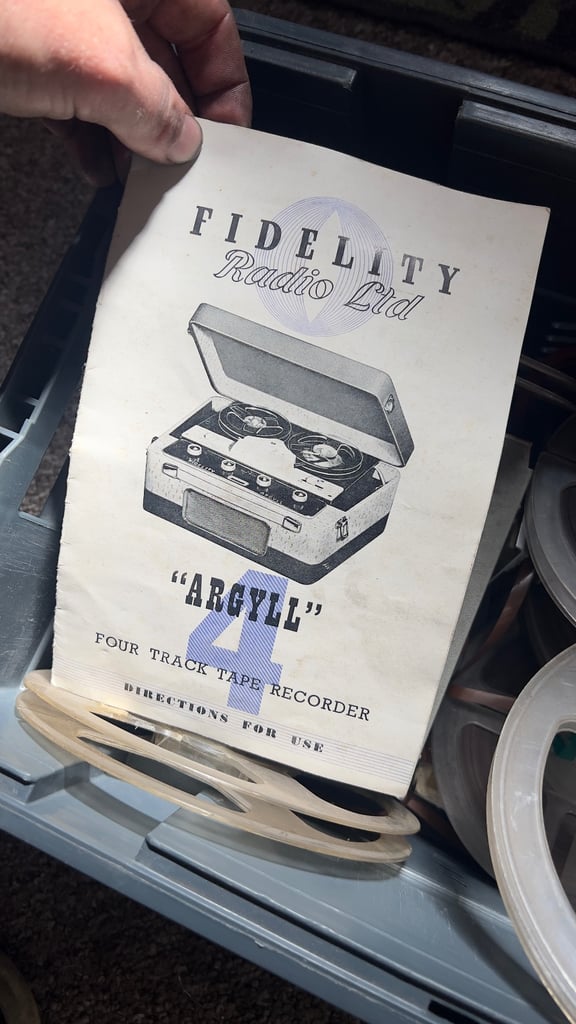 FIDELITY
Radio Ltd
"ARGYLL"
4
FOUR TRACK TAPE RECORDER
DIRECTIONS FOR USE